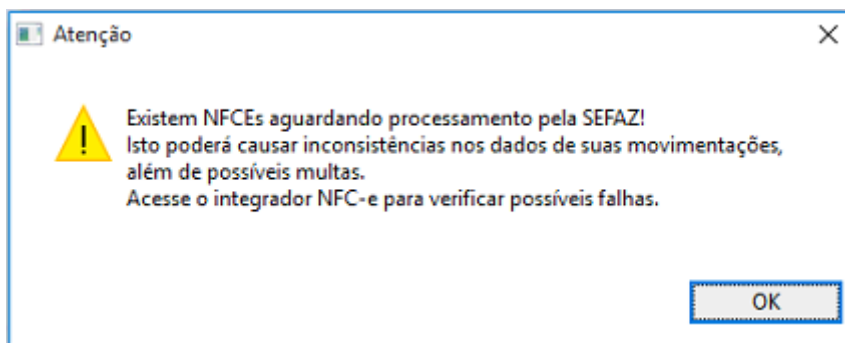 Atenção
Existem NFCEs aguardando processamento pela SEFAZ!
Isto poderá causar inconsistências nos dados de suas movimentações,
além de possíveis multas.
Acesse o integrador NFC-e para verificar possíveis falhas.
OK